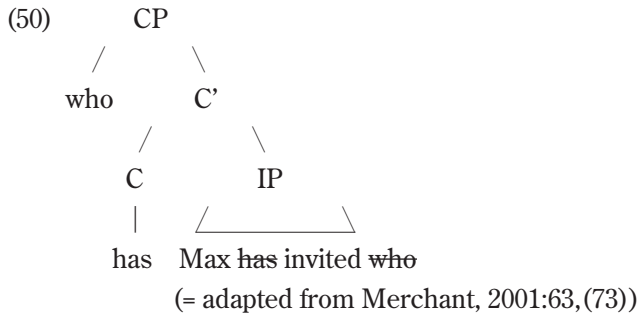 (50) CP
who C’
C IP
has Max has invited who
(= adapted from Merchant, 2001:63,(73))